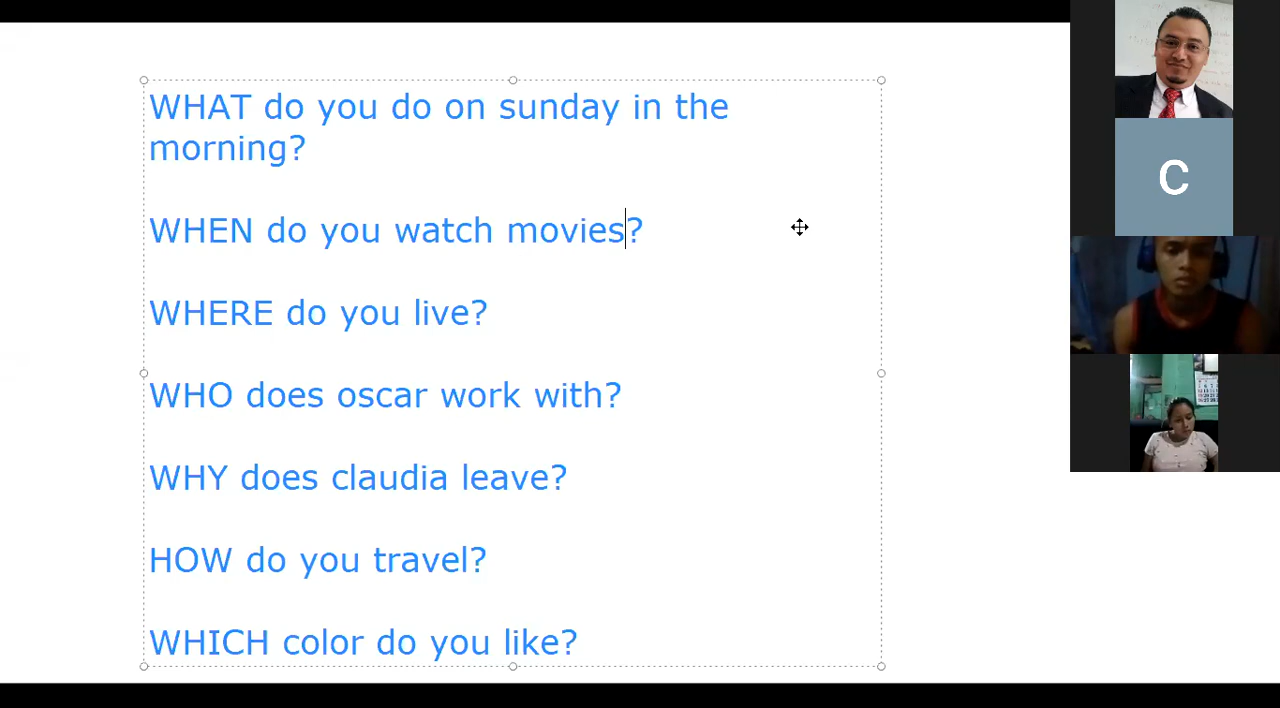 WHAT do you do on sunday in the
morning?
WHEN do you watch movies?
WHERE do you live?
WHO does oscar work with?
WHY does claudia leave?
HOW do you travel?
WHICH color do you like?
C